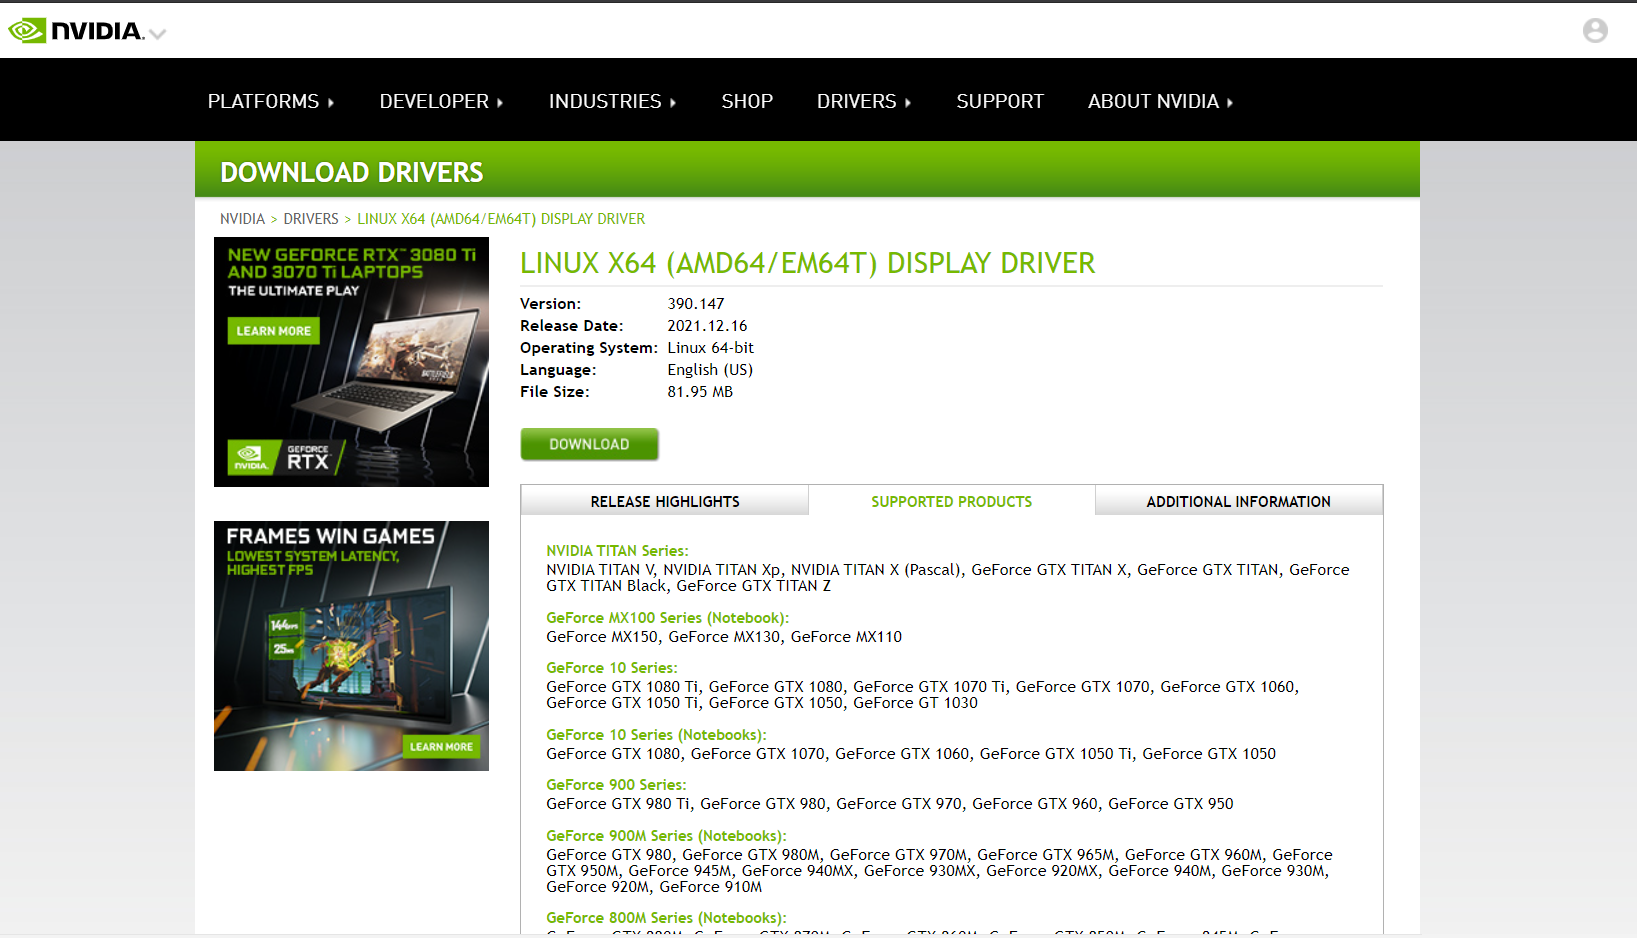 NVIDIA.
PLATFORMS DEVELOPER INDUSTRIES SHOP DRIVERS SUPPORT ABOUT NVIDIA
DOWNLOAD DRIVERS
NVIDIA > DRIVERS > LINUX X64 (AMD64/EM64T) DISPLAY DRIVER
NEW GEFORCE RTX™ 3080 Ti
AND 3070 Ti LAPTOPS
THE ULTIMATE PLAY
LEARN MORE
NVIDIA.
GEFORCE
RTX
FRAMES WIN GAMES
LOWEST SYSTEM LATENCY,
HIGHEST FPS
144FPS
25MS
LEARN MORE
LINUX X64 (AMD64/EM64T) DISPLAY DRIVER
Version: 390.147
Release Date: 2021.12.16
Operating System: Linux 64-bit
Language: English (US)
File Size: 81.95 MB
DOWNLOAD
RELEASE HIGHLIGHTS SUPPORTED PRODUCTS ADDITIONAL INFORMATION
NVIDIA TITAN Series:
NVIDIA TITAN V, NVIDIA TITAN Xp, NVIDIA TITAN X (Pascal), GeForce GTX TITAN X, GeForce GTX TITAN, GeForce
GTX TITAN Black, GeForce GTX TITAN Z
GeForce MX100 Series (Notebook):
GeForce MX150, GeForce MX130, GeForce MX110
GeForce 10 Series:
GeForce GTX 1080 Ti, GeForce GTX 1080, GeForce GTX 1070 Ti, GeForce GTX 1070, GeForce GTX 1060,
GeForce GTX 1050 Ti, GeForce GTX 1050, GeForce GT 1030
GeForce 10 Series (Notebooks):
GeForce GTX 1080, GeForce GTX 1070, GeForce GTX 1060, GeForce GTX 1050 Ti, GeForce GTX 1050
GeForce 900 Series:
GeForce GTX 980 Ti, GeForce GTX 980, GeForce GTX 970, GeForce GTX 960, GeForce GTX 950
GeForce 900M Series (Notebooks):
GeForce GTX 980, GeForce GTX 980M, GeForce GTX 970M, GeForce GTX 965M, GeForce GTX 960M, GeForce
GTX 950M, GeForce 945M, GeForce 940MX, GeForce 930MX, GeForce 920MX, GeForce 940M, GeForce 930M,
GeForce 920M, GeForce 910M
GeForce 800M Series (Notebooks):